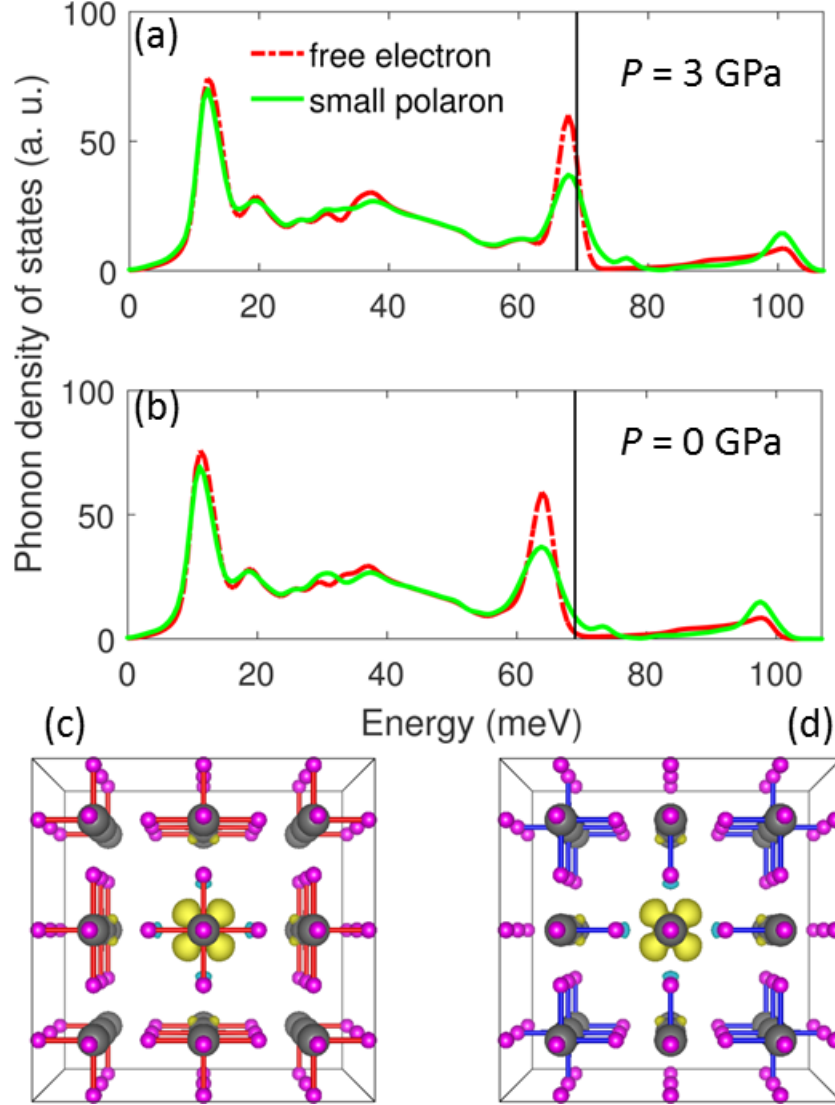 Phonon density of states (a. u.)
(a)
free electron
small polaron
P = 3 GPa
100
50
0
0 20 40 60 80 100
(b)
P = 0 GPa
100
50
0
0 20 40 60 80 100
Energy (meV)
(c)
(d)